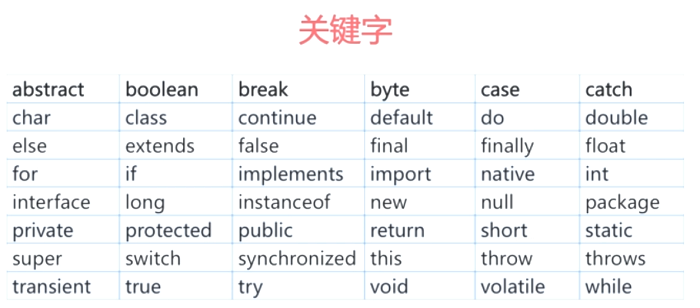 关键字
abstract boolean break byte case catch
char class continue default do double
else extends false final finally float
for if implements import native int
interface long instanceof new null package
private protected public return short static
super switch synchronized this throw throws
transient true try void volatile while